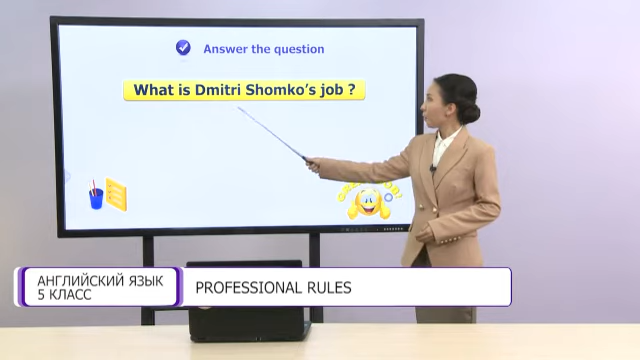 Answer the question
What is Dmitri Shomko's job ?
АНГЛИЙСКИЙ ЯЗЫК
5 КЛАСС
PROFESSIONAL RULES